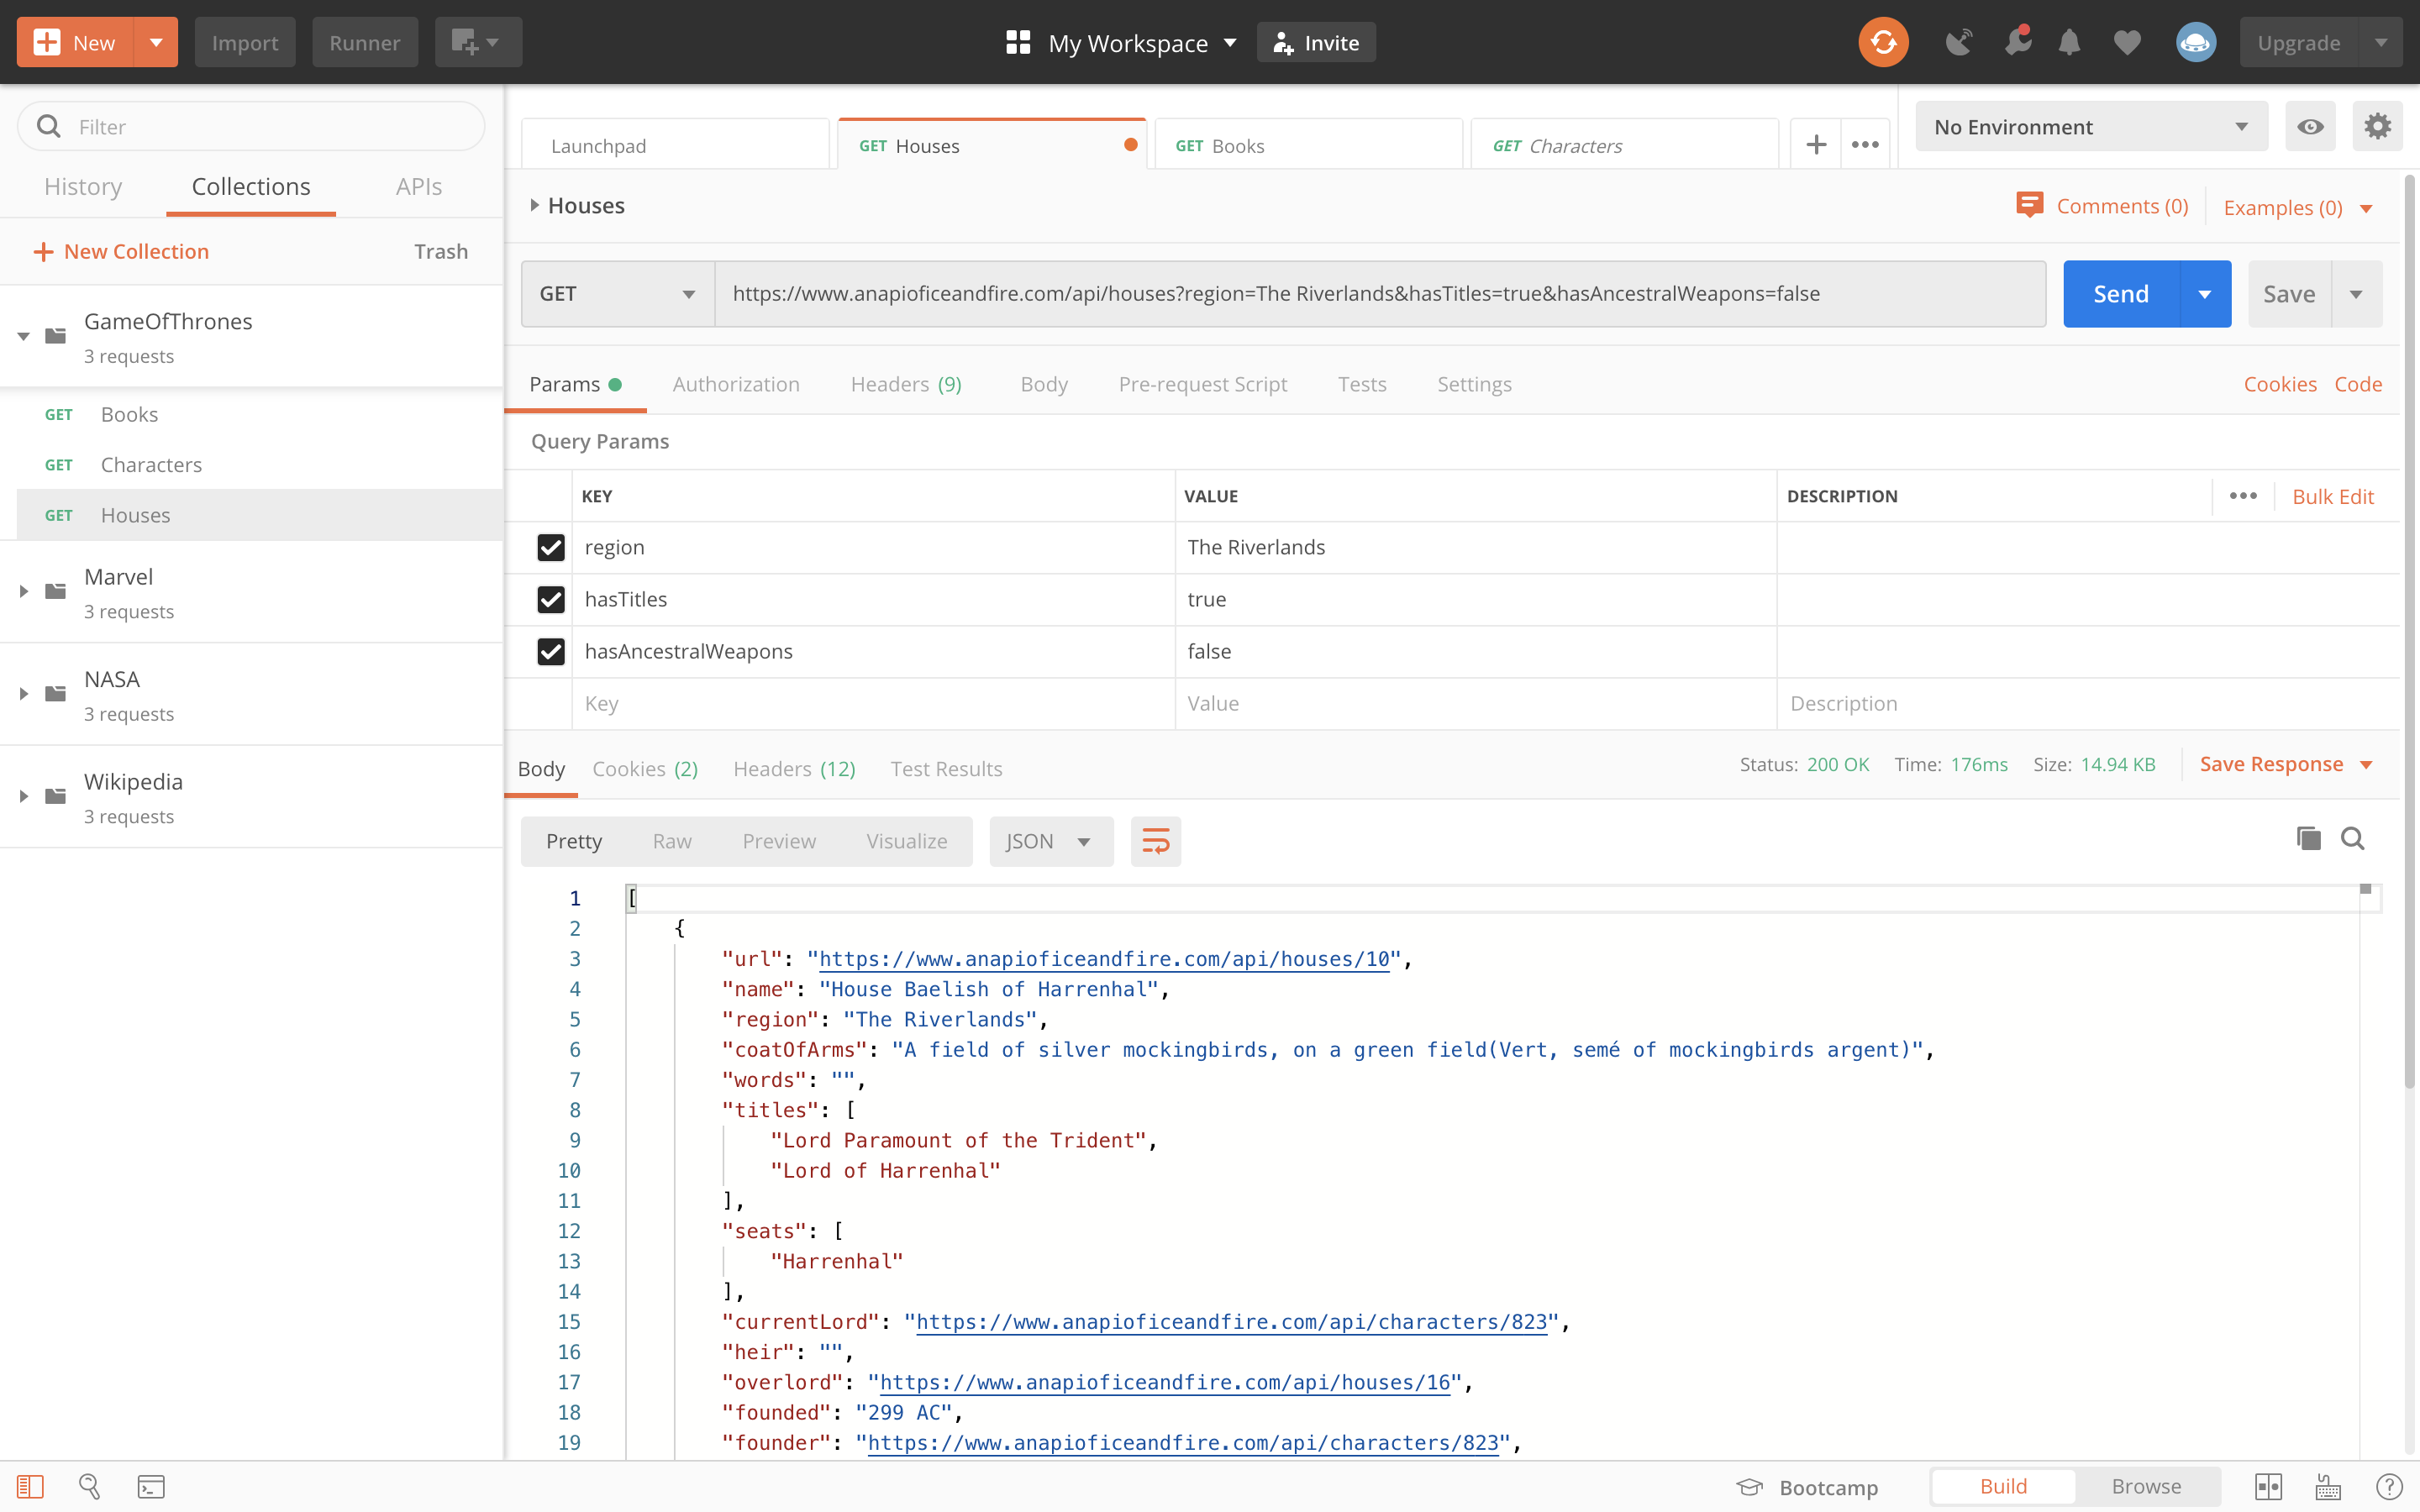 New Import Runner My Workspace Invite Upgrade
Filter
History Collections APIs
New Collection Trash
GameOfThrones
3 requests
GET Books
GET Characters
GET Houses
Marvel
3 requests
NASA
3 requests
Wikipedia
3 requests
Launchpad GET Houses GET Books GET Characters No Environment
Houses Comments (0) Examples (0)
GET https://www.anapioficeandfire.com/api/houses?region=The Riverlands&hasTitles=true&hasAncestralWeapons=false Send Save
Params Authorization Headers (9) Body Pre-request Script Tests Settings Cookies Code
Query Params
KEY VALUE DESCRIPTION Bulk Edit
region The Riverlands
hasTitles true
hasAncestralWeapons false
Key Value Description
Body Cookies (2) Headers (12) Test Results Status: 200 OK Time: 176ms Size: 14.94 KB Save Response
Pretty Raw Preview Visualize JSON
1 [
2 {
3 "url": "https://www.anapioficeandfire.com/api/houses/10",
4 "name": "House Baelish of Harrenhal",
5 "region": "The Riverlands",
6 "coatOfArms": "A field of silver mockingbirds, on a green field(Vert, semé of mockingbirds argent)",
7 "words": "",
8 "titles": [
9 "Lord Paramount of the Trident",
10 "Lord of Harrenhal"
11 ],
12 "seats": [
13 "Harrenhal"
14 ],
15 "currentLord": "https://www.anapioficeandfire.com/api/characters/823",
16 "heir": "",
17 "overlord": "https://www.anapioficeandfire.com/api/houses/16",
18 "founded": "299 AC",
19 "founder": "https://www.anapioficeandfire.com/api/characters/823",
Bootcamp Build Browse